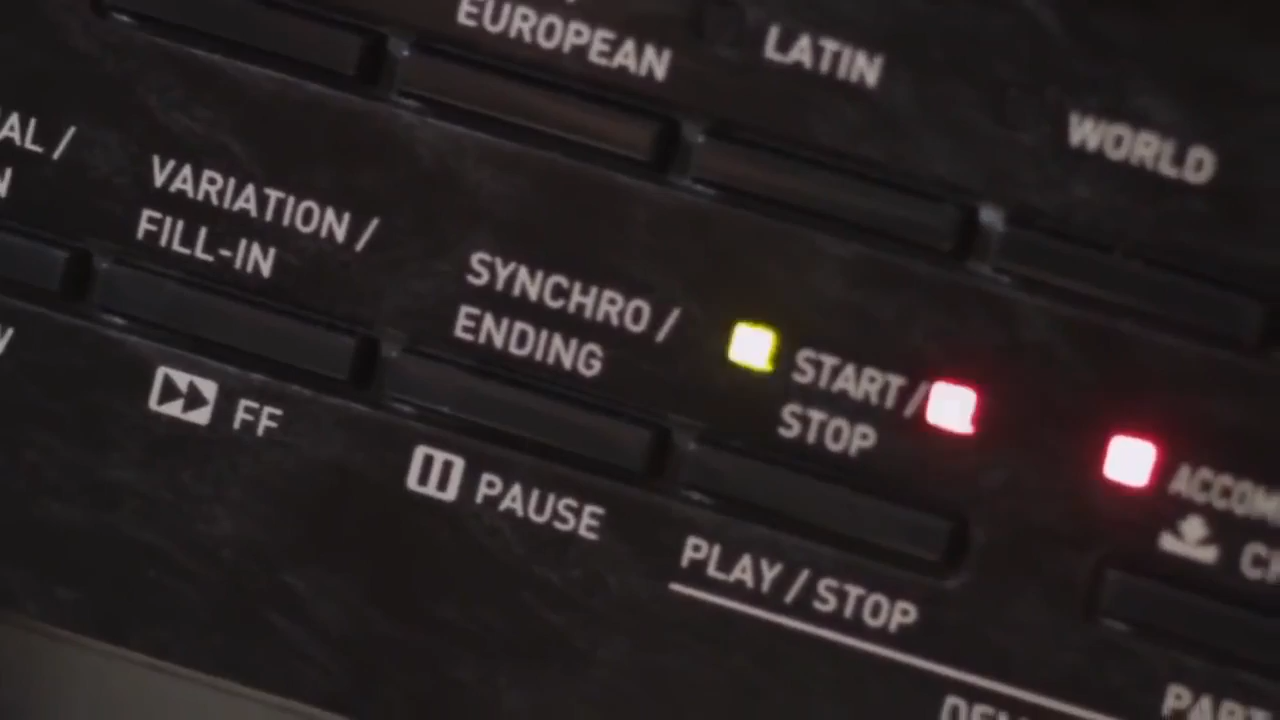 EUROPEAN
LATIN
WORLD
VARIATION /
FILL-IN
SYNCHRO /
ENDING
START /
STOP
FF
PAUSE
PLAY / STOP